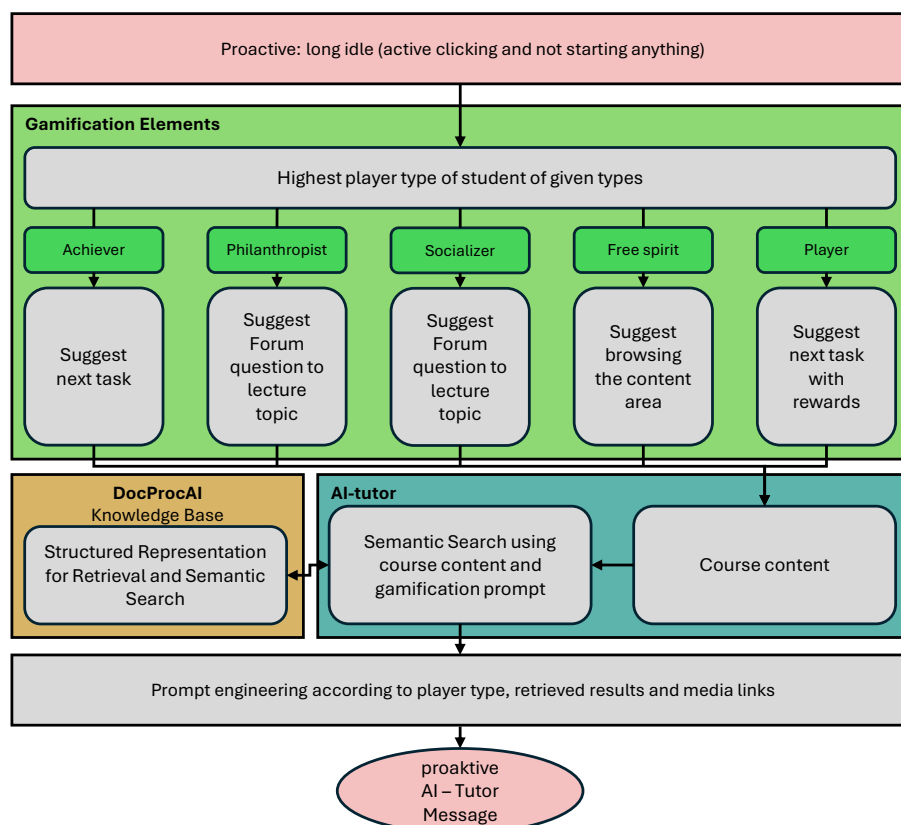 Proactive: long idle (active clicking and not starting anything)
Gamification Elements
Highest player type of student of given types
Achiever
Philanthropist
Socializer
Free spirit
Player
Suggest
next task
Suggest
Forum
question to
lecture
topic
Suggest
Forum
question to
lecture
topic
Suggest
browsing
the content
area
Suggest
next task
with
rewards
DocProcAI
Knowledge Base
Structured Representation
for Retrieval and Semantic
Search
AI-tutor
Semantic Search using
course content and
gamification prompt
Course content
Prompt engineering according to player type, retrieved results and media links
proaktive
AI – Tutor
Message